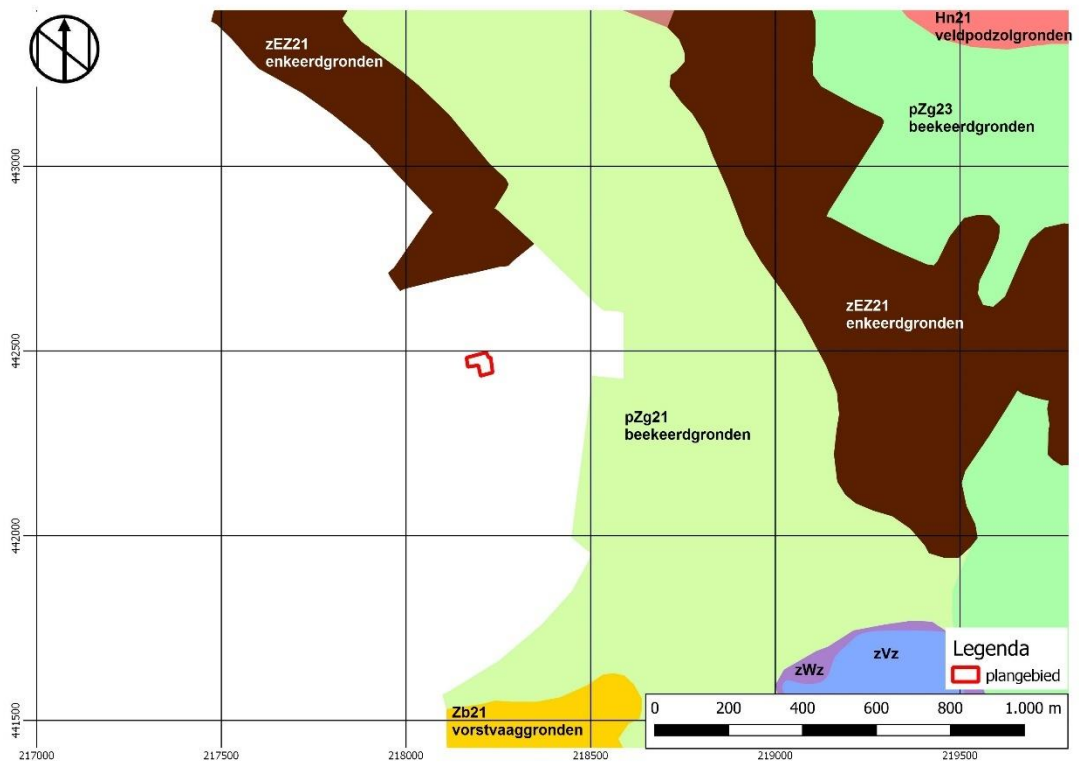 Hn21
veldpodzolgronden
zEZ21
enkeerdgronden
pZg23
beekeerdgronden
443000
zEZ21
enkeerdgronden
442500
pZg21
beekeerdgronden
442000
Legenda
plangebied
zWz
zVz
Zb21
vorstvaaggronden
441500
0 200 400 600 800 1.000 m
217000 217500 218000 218500 219000 219500